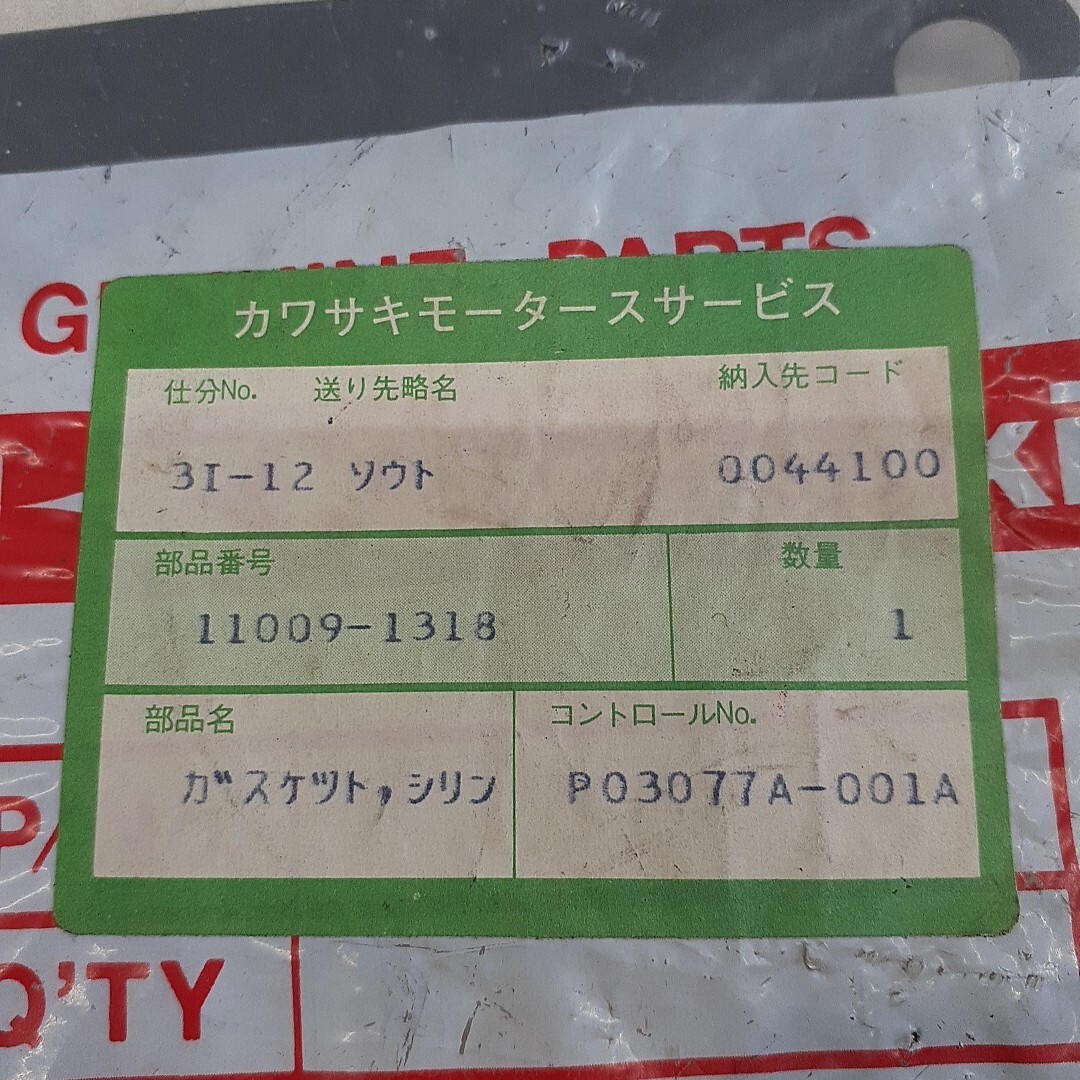 PARTS
カワサキモータースサービス
仕分No. 送り先略名 納入先コード
3I-12 ソウト 0044100
部品番号 数量
11009-1318 1
部品名 コントロールNo.
ガスケツト,シリン P03077A-001A
Q'TY